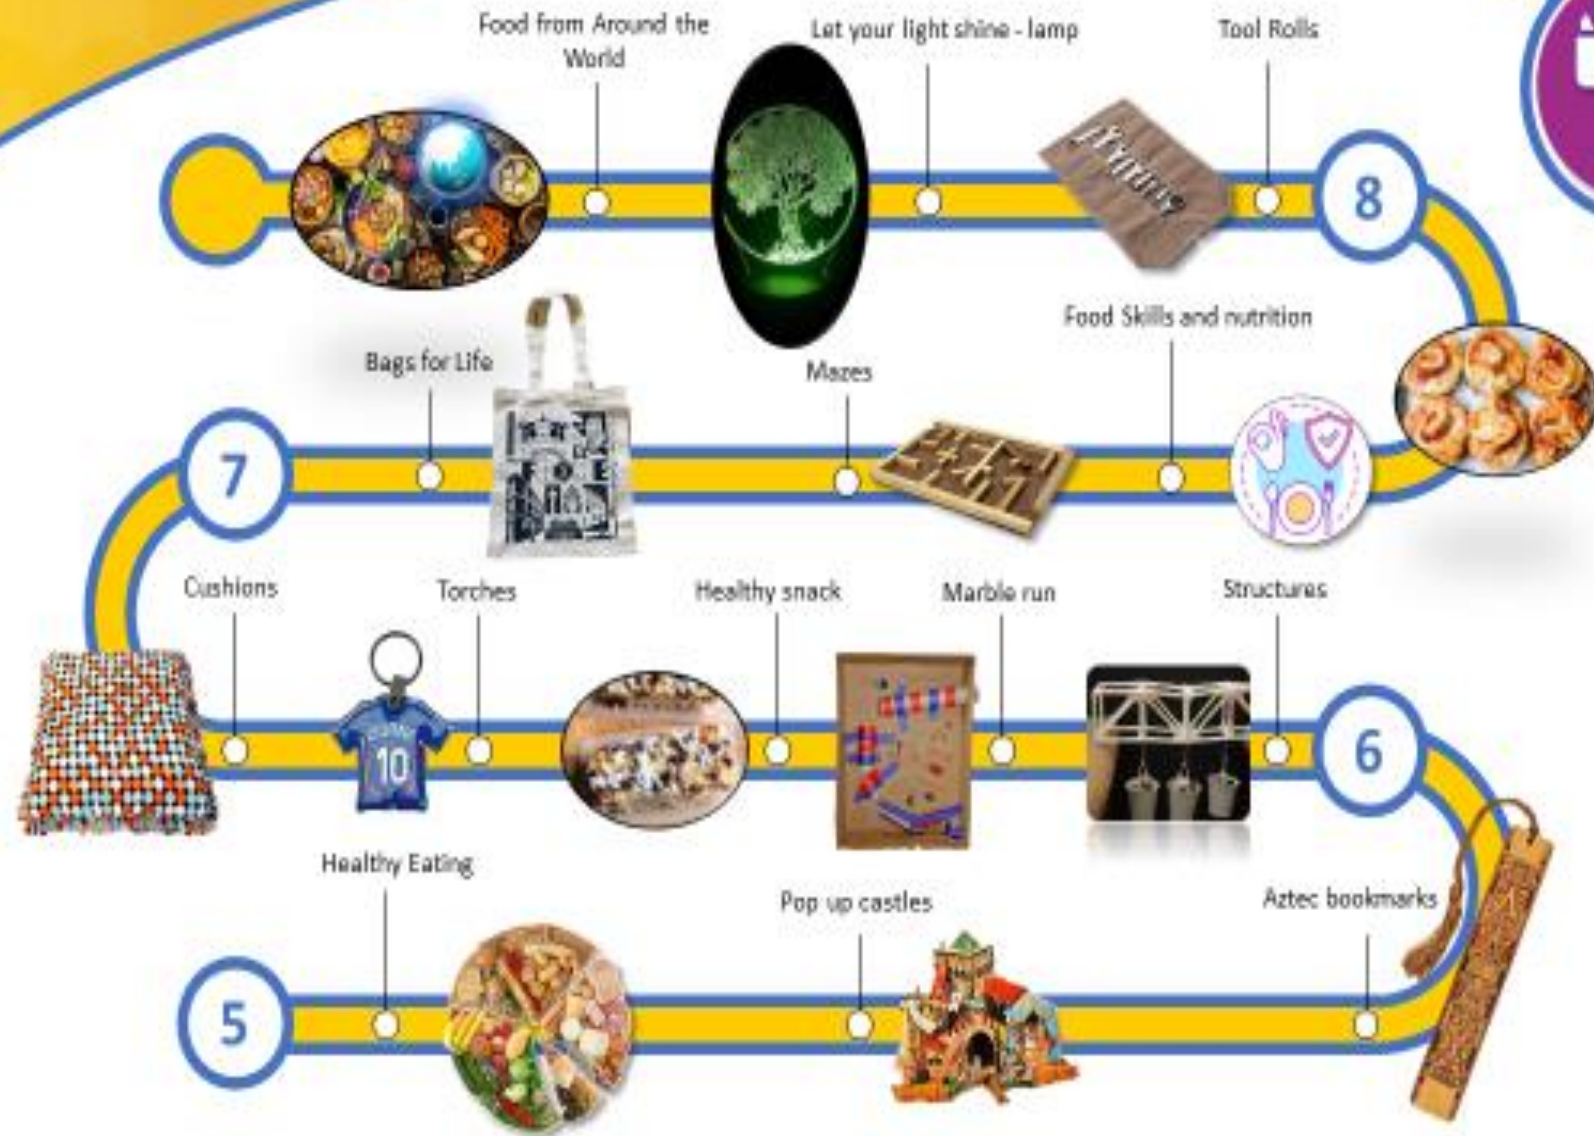 Food from Around the
World
Let your light shine - lamp
Tool Rolls
8
Food Skills and nutrition
Bags for Life
Mazes
7
Cushions
Torches
Healthy snack
Marble run
Structures
10
6
Healthy Eating
Pop up castles
Aztec bookmarks
5